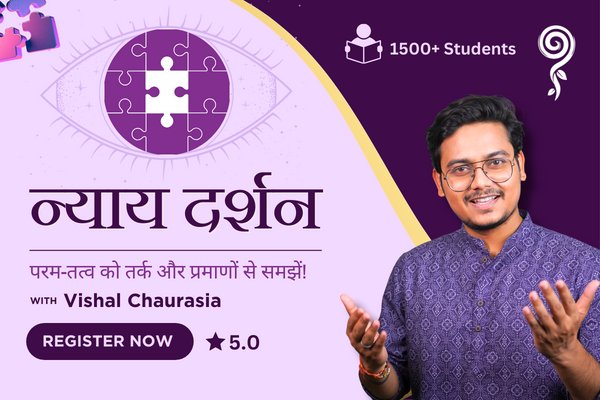 1500+ Students
न्याय दर्शन
परम-तत्व को तर्क और प्रमाणों से समझें!
WITH Vishal Chaurasia
REGISTER NOW ★5.0